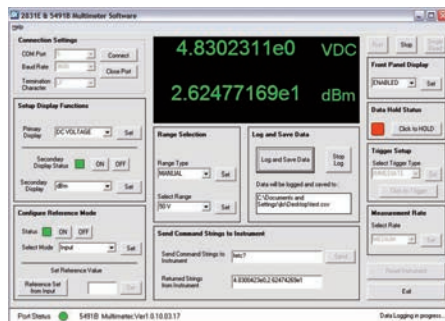 2831E & 5491B Multimeter Software
Help
Connection Settings
COM Port
Connect
Baud Rate
Close Port
Termination Character
Setup Display Functions
Primary Display
DC VOLTAGE
Set
Secondary Display Status
ON
OFF
Secondary Display
dBm
Set
Configure Reference Mode
Status
ON
OFF
Select Mode
Input
Set
Set Reference Value
Reference Set from Input
4.8302311e0 VDC
2.62477169e1 dBm
Range Selection
Range Type
MANUAL
Set
Select Range
50 V
Set
Log and Save Data
Log and Save Data
Stop Log
Data will be logged and saved to:
C:\Documents and
Send Command Strings to Instrument
Send Command Strings to Instrument
Returned Strings from Instrument
Stop
Front Panel Display
ENABLED
Set
Data Hold Status
Click to HOLD
Trigger Setup
Select Trigger Type
IMMEDIATE
Set
Measurement Rate
Select Rate
MEDIUM
Set
Reset Instrument
Exit
Port Status
5491B Multimeter,Ver1.0.10.03.17
Data Logging in progress...